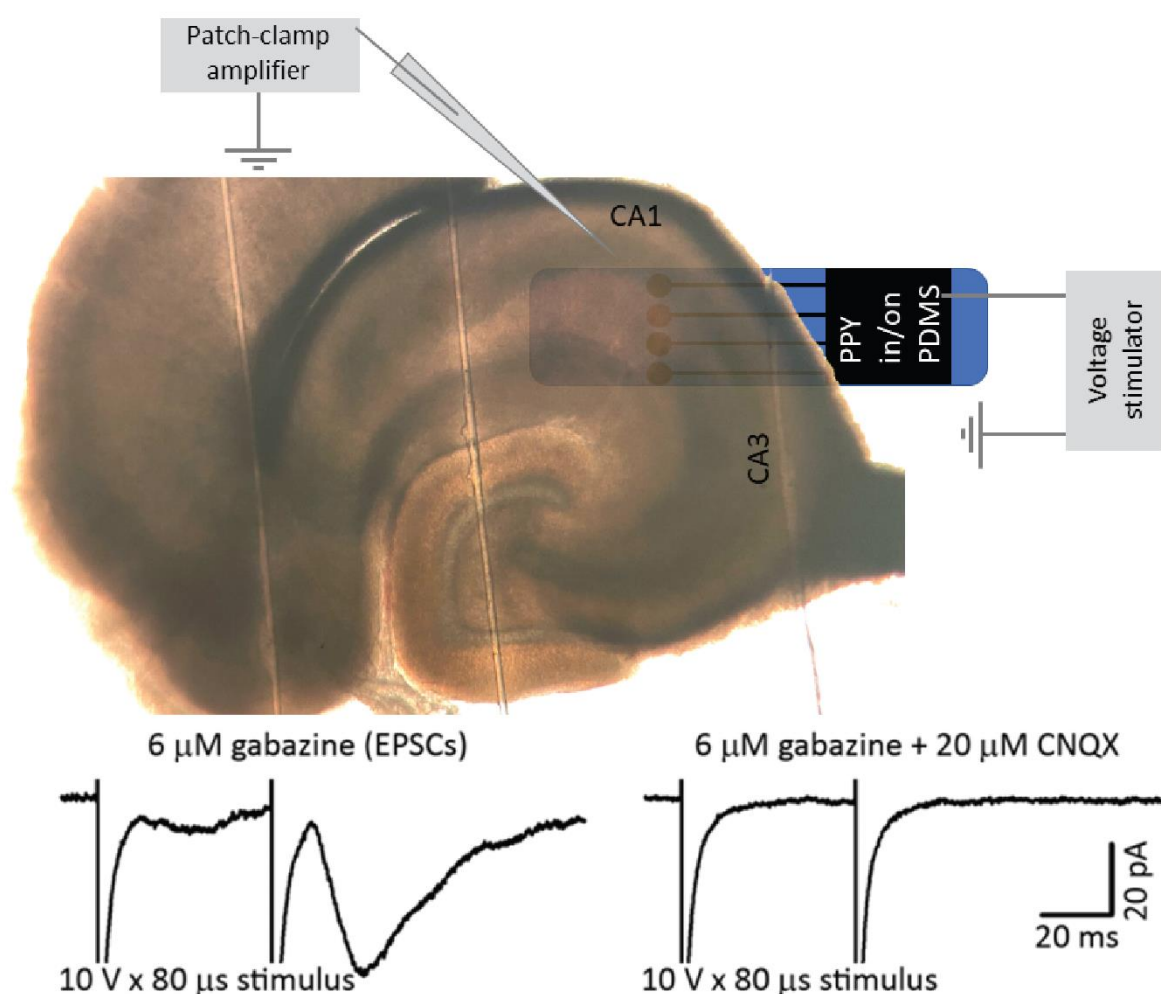 Patch-clamp
amplifier
CA1
PPY
in/on
PDMS
Voltage
stimulator
CA3
6 μM gabazine (EPSCs)
6 μM gabazine + 20 μM CNQX
20 pA
20 ms
10 V x 80 μs stimulus
10 V x 80 μs stimulus